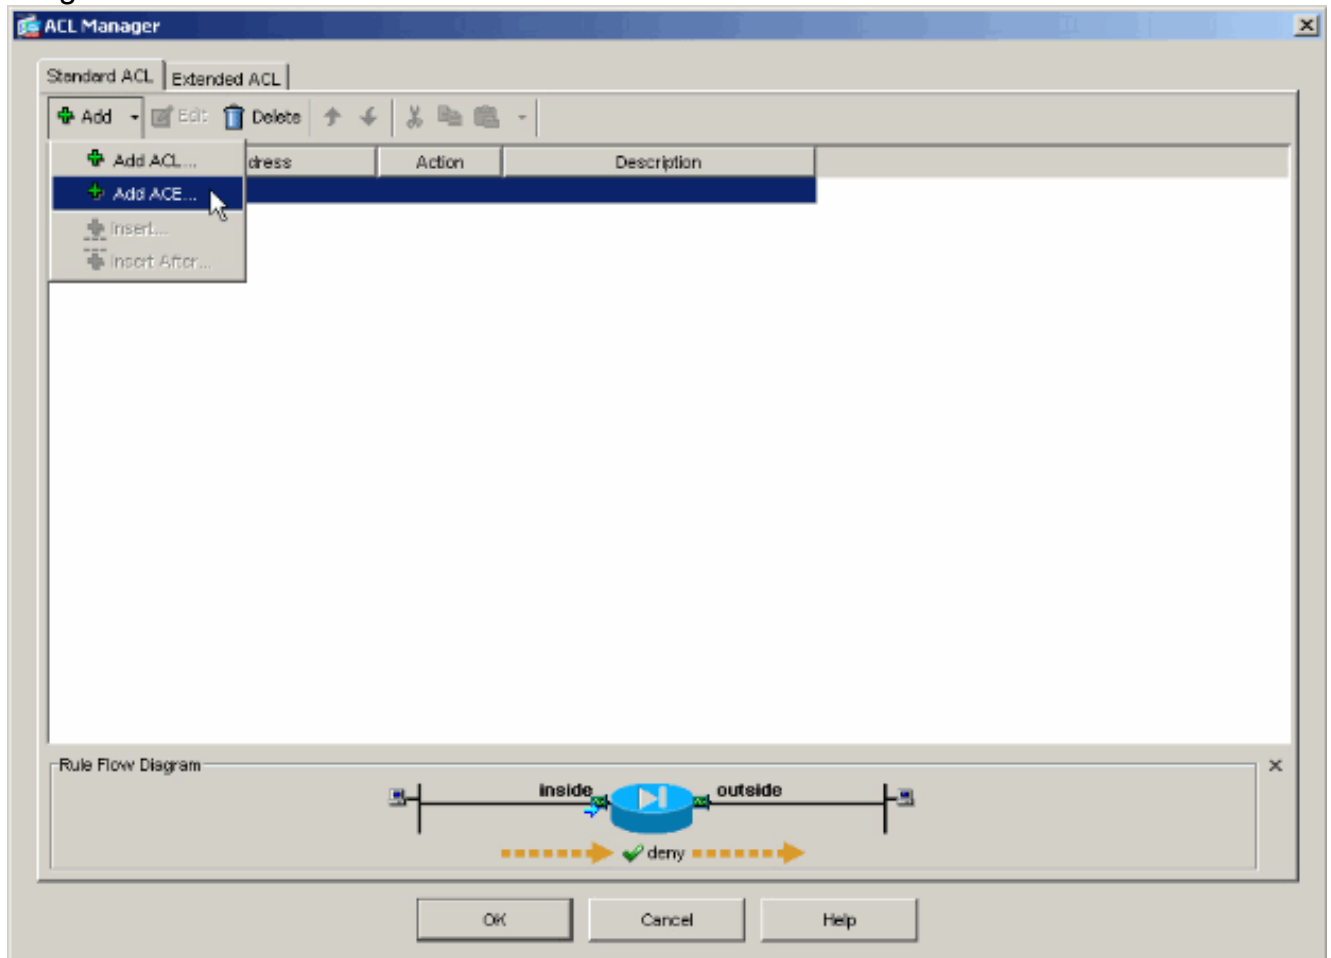 ACL Manager
Standard ACL Extended ACL
Add Edit Delete
Add ACL...
dress Action Description
Add ACE...
Insert...
Insert After...
Rule Flow Diagram
inside outside
deny
OK Cancel Help